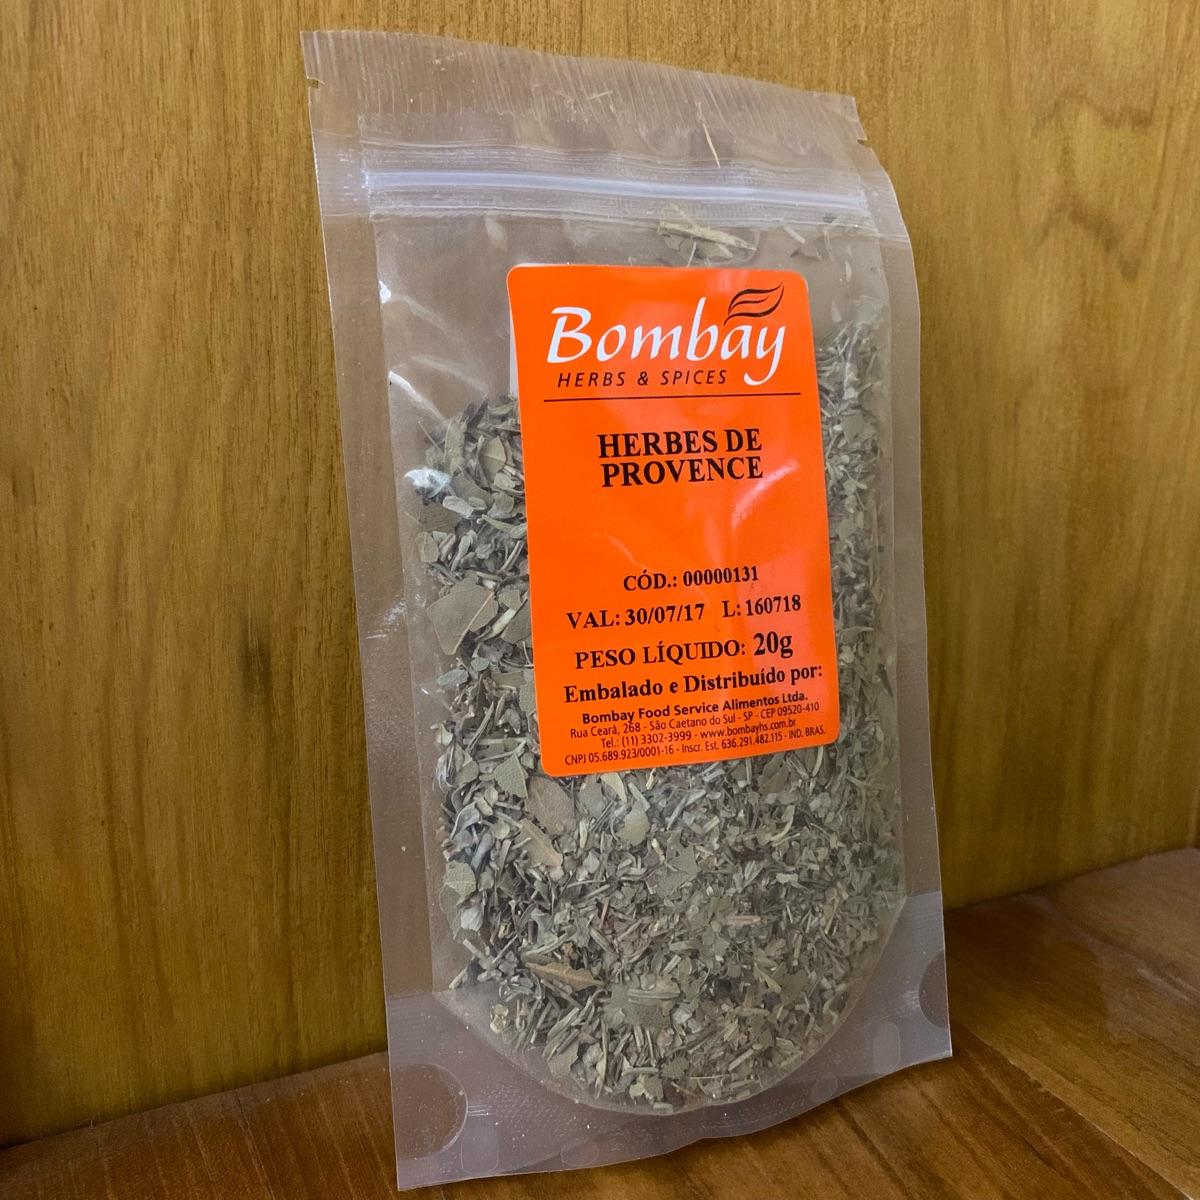 Bombay
HERBS & SPICES
HERBES DE
PROVENCE
CÓD.: 00000131
VAL: 30/07/17 L: 160718
PESO LÍQUIDO: 20g
Embalado e Distribuído por:
Bombay Food Service Alimentos Ltda.
Rua Ceará, 268 - São Caetano do Sul - SP - CEP 09520-410
Tel.: (11) 3302-3999 - www.bombayhs.com.br
CNPJ 05.689.923/0001-16 - Inscr. Est. 636.291.482.115 - IND. BRAS.